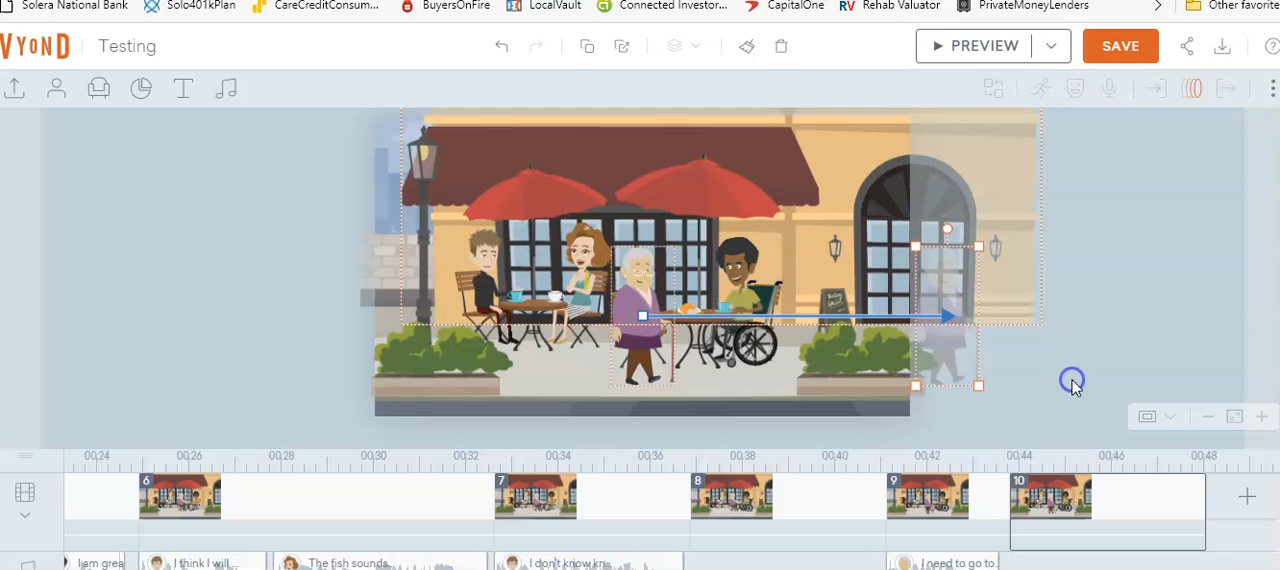 Solera National Bank Solo401kPlan CareCreditConsum... BuyersOnFire LocalVault Connected Investor... CapitalOne RV Rehab Valuator PrivateMoneyLenders Other favorite
VYOND Testing PREVIEW SAVE
00:24 00:26 00:28 00:30 00:32 00:34 00:36 00:38 00:40 00:42 00:44 00:46 00:48
6 7 8 9 10
I am grea I think I will The fish sounds. I don't know kn... I need to go to..